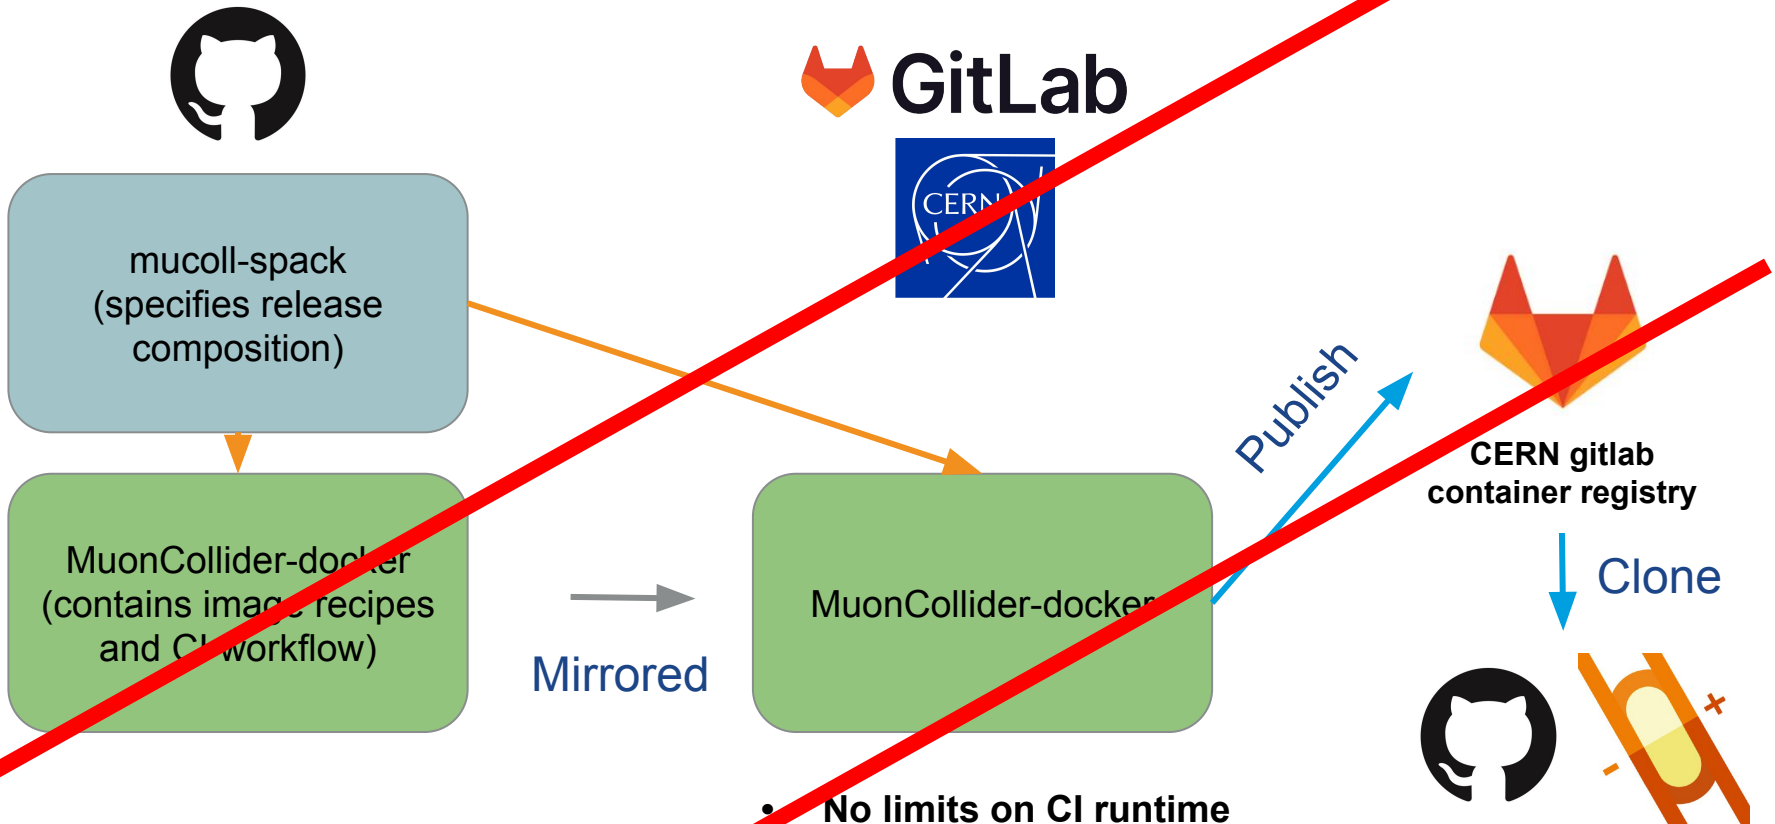 GitLab
CERN
mucoll-spack
(specifies release
composition)
MuonCollider-docker
(contains image recipes
and CI workflow)
Mirrored
MuonCollider-docker
Publish
CERN gitlab
container registry
Clone
• No limits on CI runtime